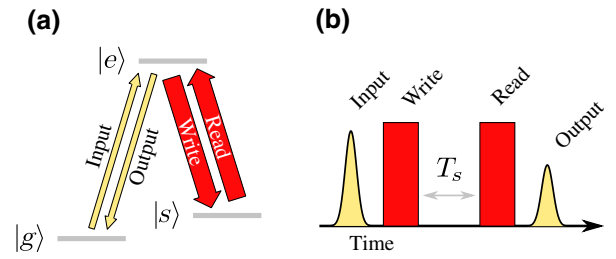 (a)
|e⟩
Input
Output
Write
Read
|s⟩
|g⟩
(b)
Input
Write
Read
Output
T_s
Time